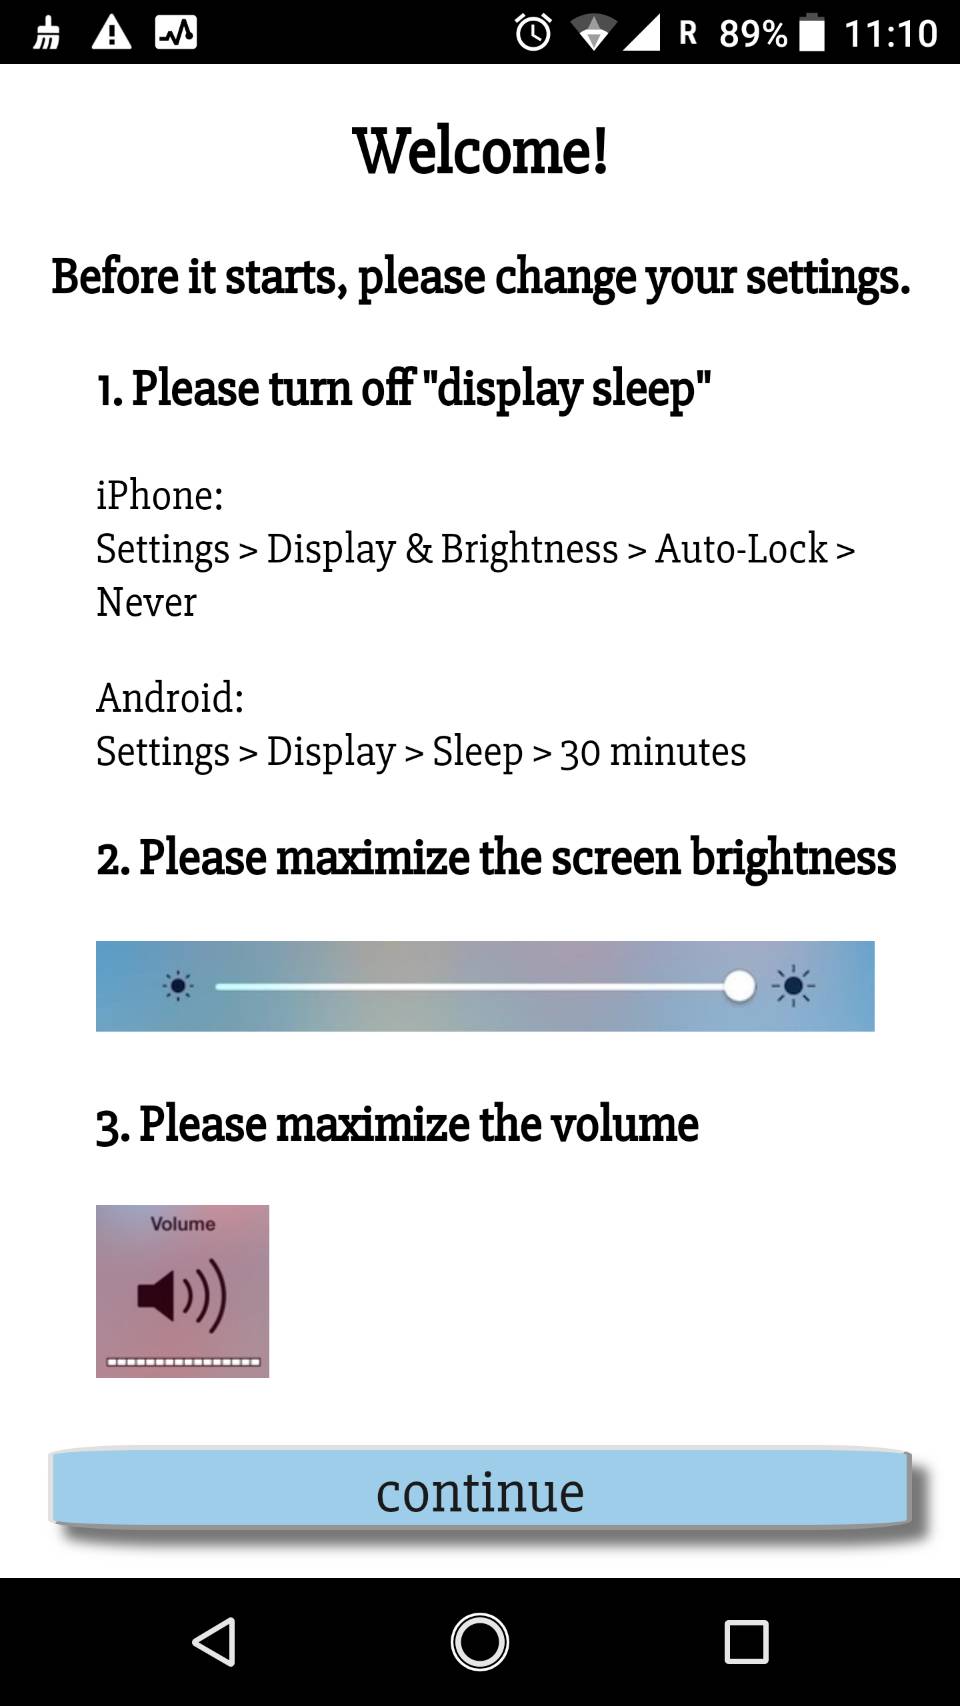 R 89% 11:10
Welcome!
Before it starts, please change your settings.
1. Please turn off "display sleep"
iPhone:
Settings > Display & Brightness > Auto-Lock >
Never
Android:
Settings > Display > Sleep > 30 minutes
2. Please maximize the screen brightness
3. Please maximize the volume
Volume
continue